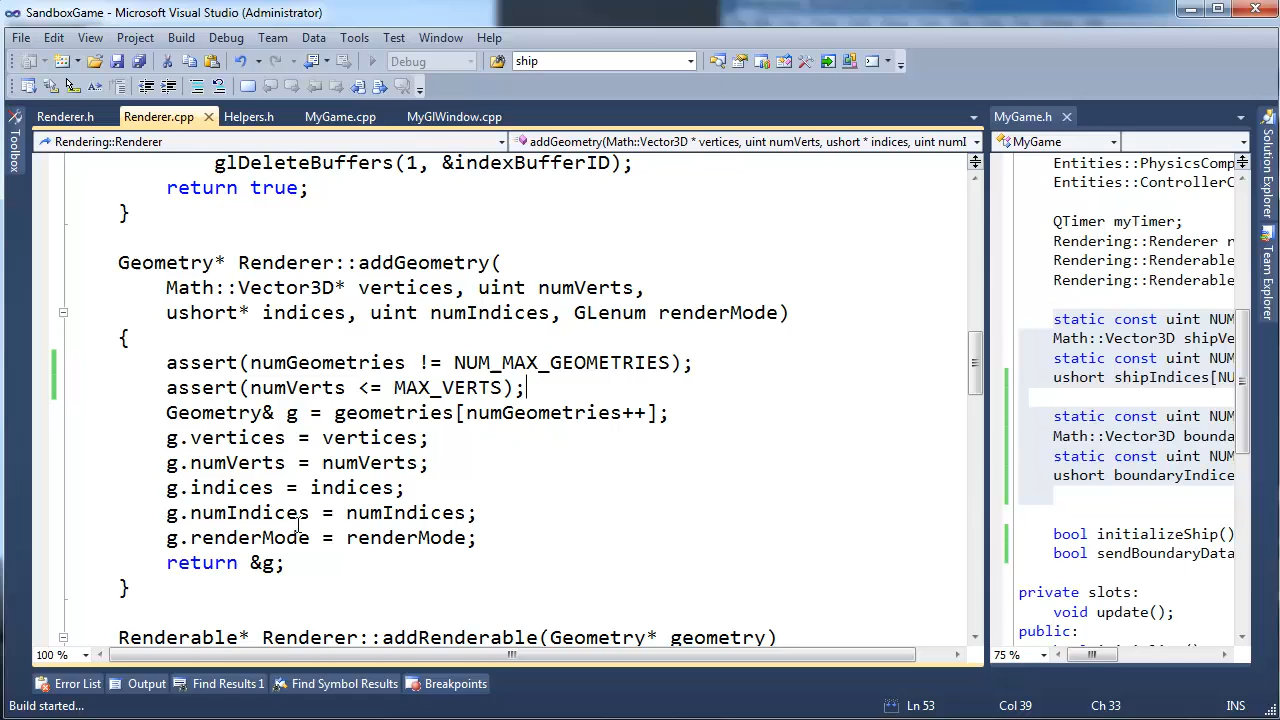 SandboxGame - Microsoft Visual Studio (Administrator)
File Edit View Project Build Debug Team Data Tools Test Window Help
Debug ship
Renderer.h Renderer.cpp Helpers.h MyGame.cpp MyGlWindow.cpp MyGame.h
Rendering::Renderer addGeometry(Math::Vector3D * vertices, uint numVerts, ushort * indices, uint numI MyGame
Toolbox
Solution Explorer
Team Explorer
glDeleteBuffers(1, &indexBufferID);
return true;
}
Geometry* Renderer::addGeometry(
Math::Vector3D* vertices, uint numVerts,
ushort* indices, uint numIndices, GLenum renderMode)
{
assert(numGeometries != NUM_MAX_GEOMETRIES);
assert(numVerts <= MAX_VERTS);
Geometry& g = geometries[numGeometries++];
g.vertices = vertices;
g.numVerts = numVerts;
g.indices = indices;
g.numIndices = numIndices;
g.renderMode = renderMode;
return &g;
}
Renderable* Renderer::addRenderable(Geometry* geometry)
Entities::PhysicsComp
Entities::ControllerC
QTimer myTimer;
Rendering::Renderer r
Rendering::Renderable
Rendering::Renderable
static const uint NUM
Math::Vector3D shipVe
static const uint NUM
ushort shipIndices[NU
static const uint NUM
Math::Vector3D bounda
static const uint NUM
ushort boundaryIndice
bool initializeShip()
bool sendBoundaryData
private slots:
void update();
public:
100 % 75 %
Error List Output Find Results 1 Find Symbol Results Breakpoints
Build started... Ln 53 Col 39 Ch 33 INS